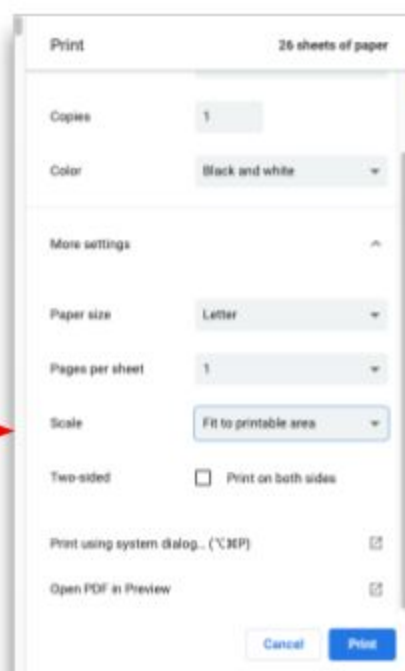 Print 26 sheets of paper
Copies 1
Color Black and white
More settings
Paper size Letter
Pages per sheet 1
Scale Fit to printable area
Two-sided Print on both sides
Print using system dialog... (⌥⌘P)
Open PDF in Preview
Cancel Print